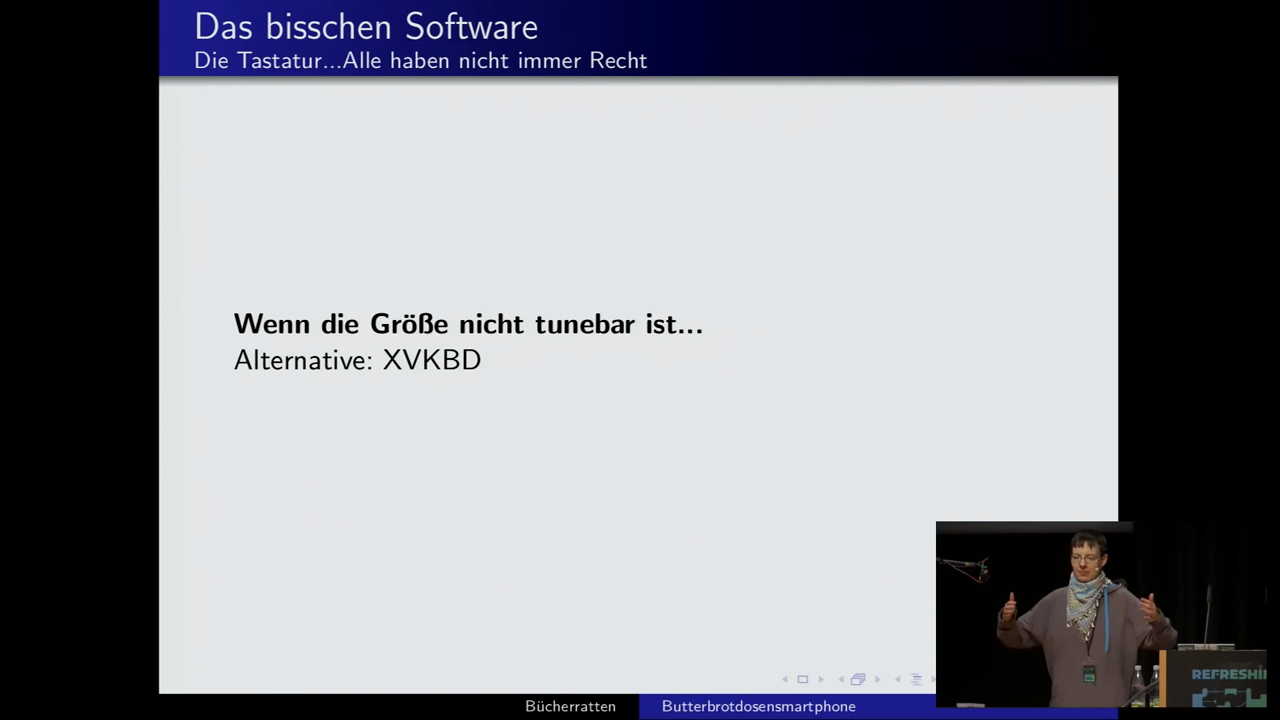 Das bisschen Software
Die Tastatur...Alle haben nicht immer Recht
Wenn die Größe nicht tunebar ist...
Alternative: XVKBD
Bücherratten
Butterbrotdosensmartphone